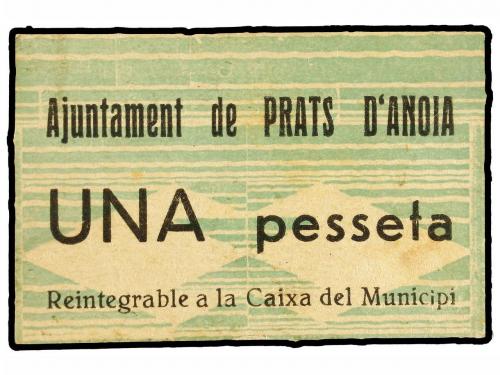 Ajuntament de PRATS D'ANOIA
UNA pesseta
Reintegrable a la Caixa del Municipi